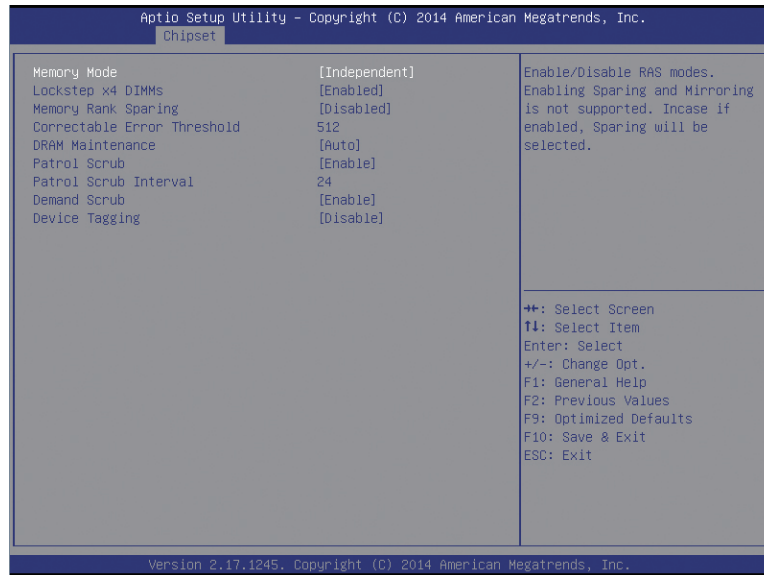 Aptio Setup Utility – Copyright (C) 2014 American Megatrends, Inc.
Chipset
Memory Mode [Independent]
Lockstep x4 DIMMs [Enabled]
Memory Rank Sparing [Disabled]
Correctable Error Threshold 512
DRAM Maintenance [Auto]
Patrol Scrub [Enable]
Patrol Scrub Interval 24
Demand Scrub [Enable]
Device Tagging [Disable]
Enable/Disable RAS modes.
Enabling Sparing and Mirroring
is not supported. Incase if
enabled, Sparing will be
selected.
→←: Select Screen
↑↓: Select Item
Enter: Select
+/-: Change Opt.
F1: General Help
F2: Previous Values
F9: Optimized Defaults
F10: Save & Exit
ESC: Exit
Version 2.17.1245. Copyright (C) 2014 American Megatrends, Inc.